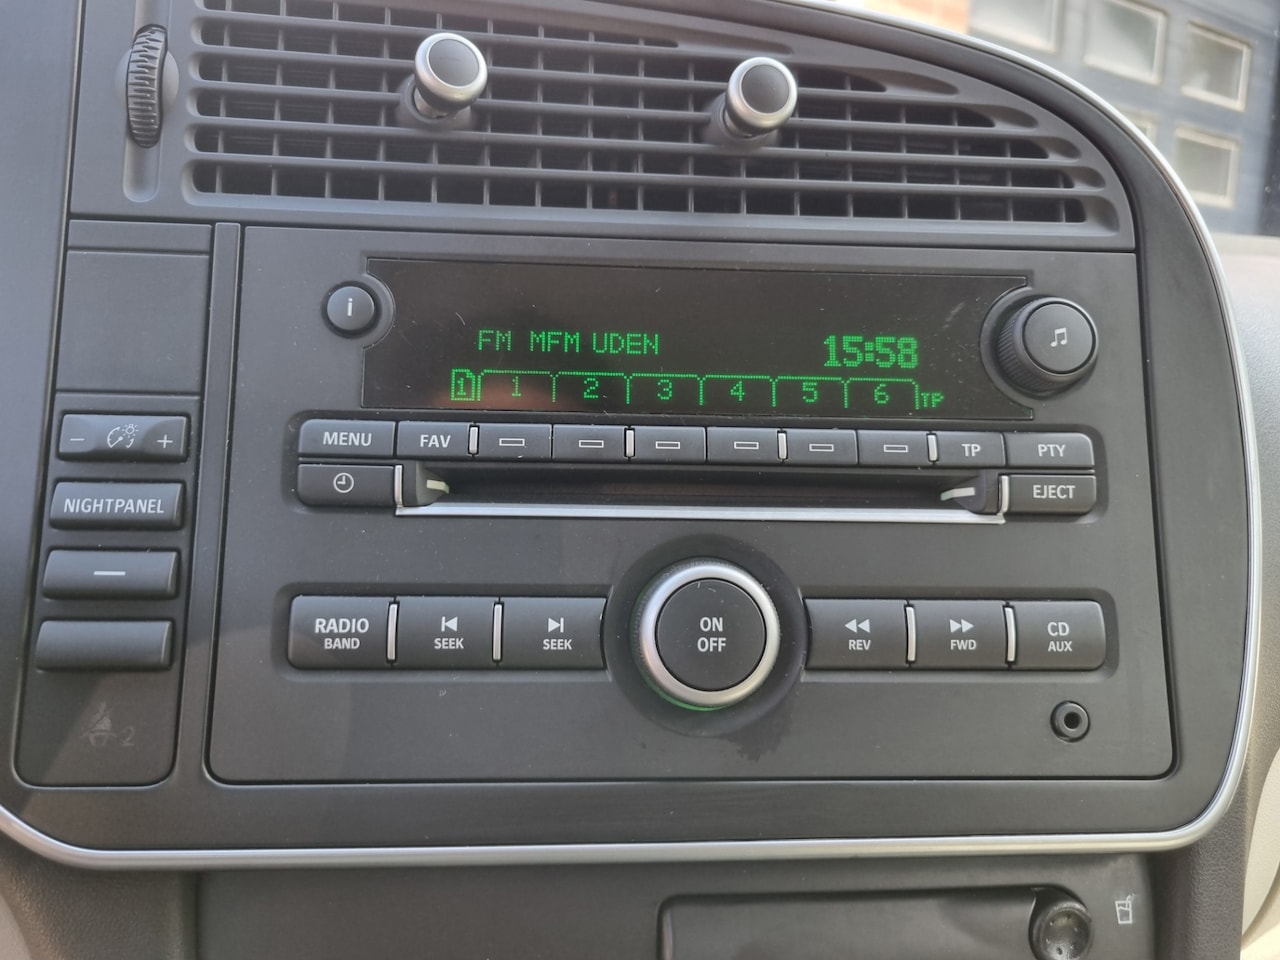 i
FM MFM UDEN 15:58
1 1 2 3 4 5 6 TP
MENU FAV TP PTY
EJECT
− +
NIGHTPANEL
RADIO BAND
SEEK
SEEK
ON OFF
REV
FWD
CD AUX
2